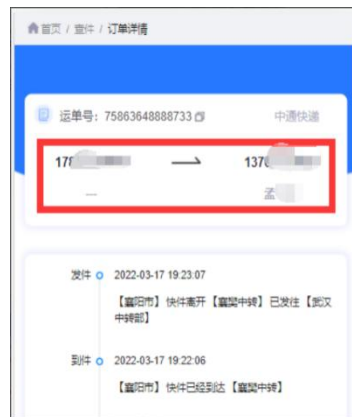 首页 / 查件 / 订单详情
运单号: 75863648888733 中通快递
178 137
— 孟
发件 2022-03-17 19:23:07
【襄阳市】 快件离开 【襄樊中转】 已发往 【武汉
中转部】
到件 2022-03-17 19:22:06
【襄阳市】 快件已经到达 【襄樊中转】